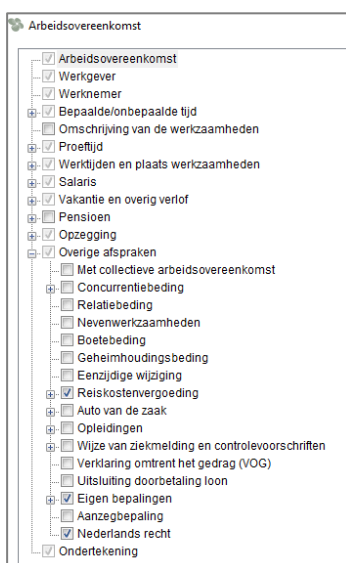 Arbeidsovereenkomst
Arbeidsovereenkomst
Werkgever
Werknemer
Bepaalde/onbepaalde tijd
Omschrijving van de werkzaamheden
Proeftijd
Werktijden en plaats werkzaamheden
Salaris
Vakantie en overig verlof
Pensioen
Opzegging
Overige afspraken
Met collectieve arbeidsovereenkomst
Concurrentiebeding
Relatiebeding
Nevenwerkzaamheden
Boetebeding
Geheimhoudingsbeding
Eenzijdige wijziging
Reiskostenvergoeding
Auto van de zaak
Opleidingen
Wijze van ziekmelding en controlevoorschriften
Verklaring omtrent het gedrag (VOG)
Uitsluiting doorbetaling loon
Eigen bepalingen
Aanzegbepaling
Nederlands recht
Ondertekening